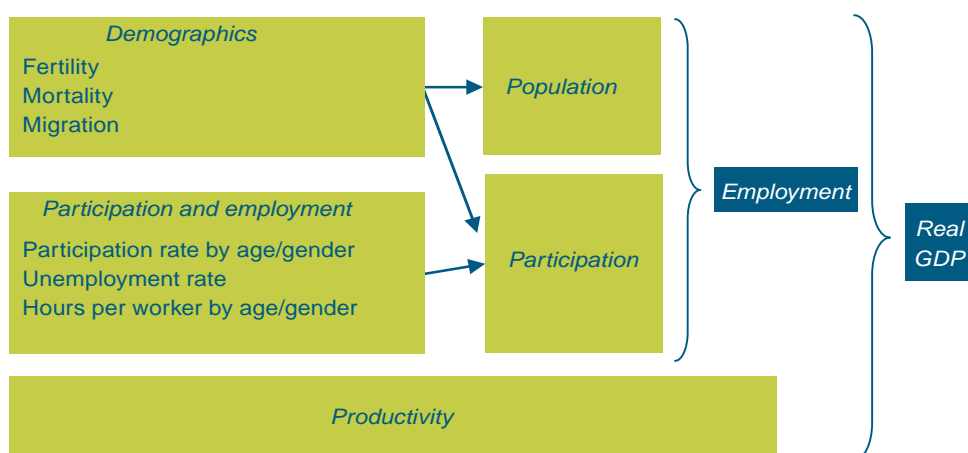 Demographics
Fertility
Mortality
Migration
Population
Participation and employment
Participation rate by age/gender
Unemployment rate
Hours per worker by age/gender
Participation
Employment
Real
GDP
Productivity